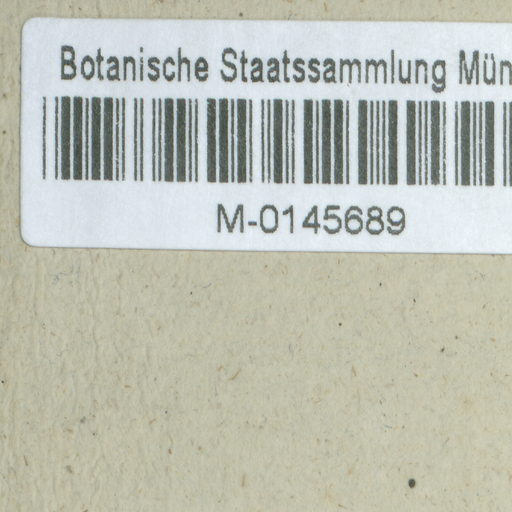 Botanische Staatssammlung Mün
M-0145689